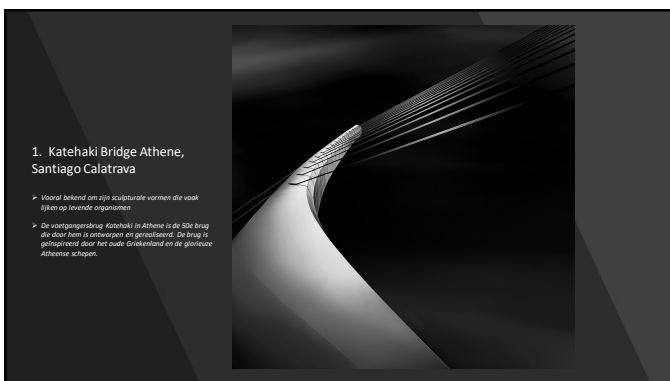 1. Katehaki Bridge Athene,
Santiago Calatrava
➢ Vooral bekend om zijn sculpturale vormen die vaak
lijken op levende organismen
➢ De voetgangersbrug Katehaki in Athene is de 50e brug
die door hem is ontworpen en gerealiseerd. De brug is
geïnspireerd door het oude Griekenland en de glorieuze
Atheense schepen.